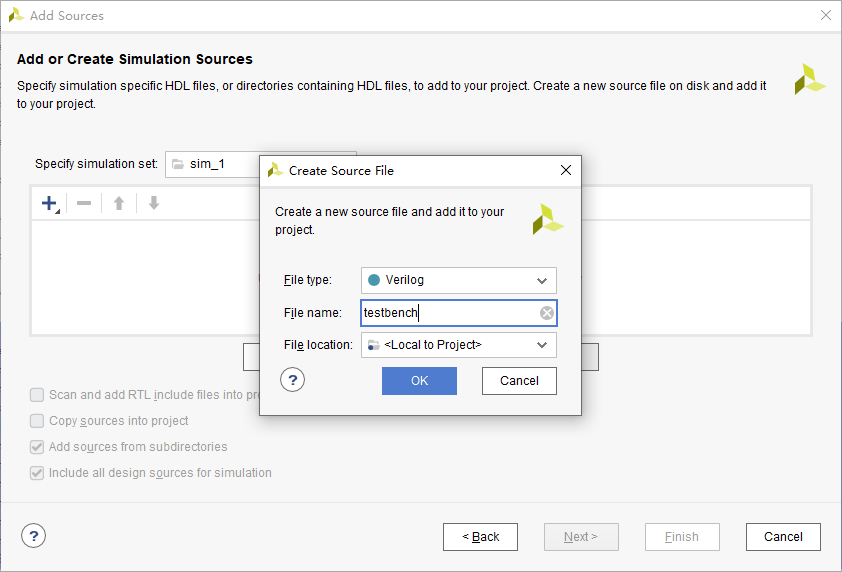 Add Sources
Add or Create Simulation Sources
Specify simulation specific HDL files, or directories containing HDL files, to add to your project. Create a new source file on disk and add it
to your project.
Specify simulation set:
sim_1
Create Source File
Create a new source file and add it to your
project.
File type:
Verilog
File name:
testbench
File location:
<Local to Project>
?
OK
Cancel
Scan and add RTL include files into
Copy sources into project
Add sources from subdirectories
Include all design sources for simulation
?
< Back
Next >
Finish
Cancel